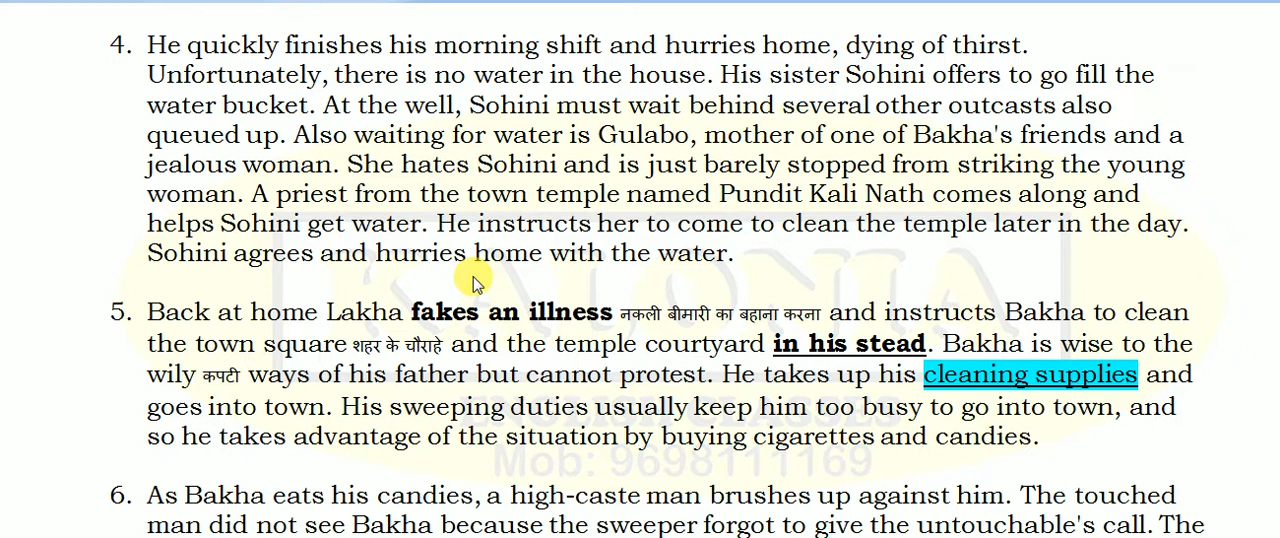 4. He quickly finishes his morning shift and hurries home, dying of thirst.
Unfortunately, there is no water in the house. His sister Sohini offers to go fill the
water bucket. At the well, Sohini must wait behind several other outcasts also
queued up. Also waiting for water is Gulabo, mother of one of Bakha's friends and a
jealous woman. She hates Sohini and is just barely stopped from striking the young
woman. A priest from the town temple named Pundit Kali Nath comes along and
helps Sohini get water. He instructs her to come to clean the temple later in the day.
Sohini agrees and hurries home with the water.
5. Back at home Lakha fakes an illness नकली बीमारी का बहाना करना and instructs Bakha to clean
the town square शहर के चौराहे and the temple courtyard in his stead. Bakha is wise to the
wily कपटी ways of his father but cannot protest. He takes up his cleaning supplies and
goes into town. His sweeping duties usually keep him too busy to go into town, and
so he takes advantage of the situation by buying cigarettes and candies.
6. As Bakha eats his candies, a high-caste man brushes up against him. The touched
man did not see Bakha because the sweeper forgot to give the untouchable's call. The
KALONIA
ENGLISH CLASSES
Mob: 9698111169